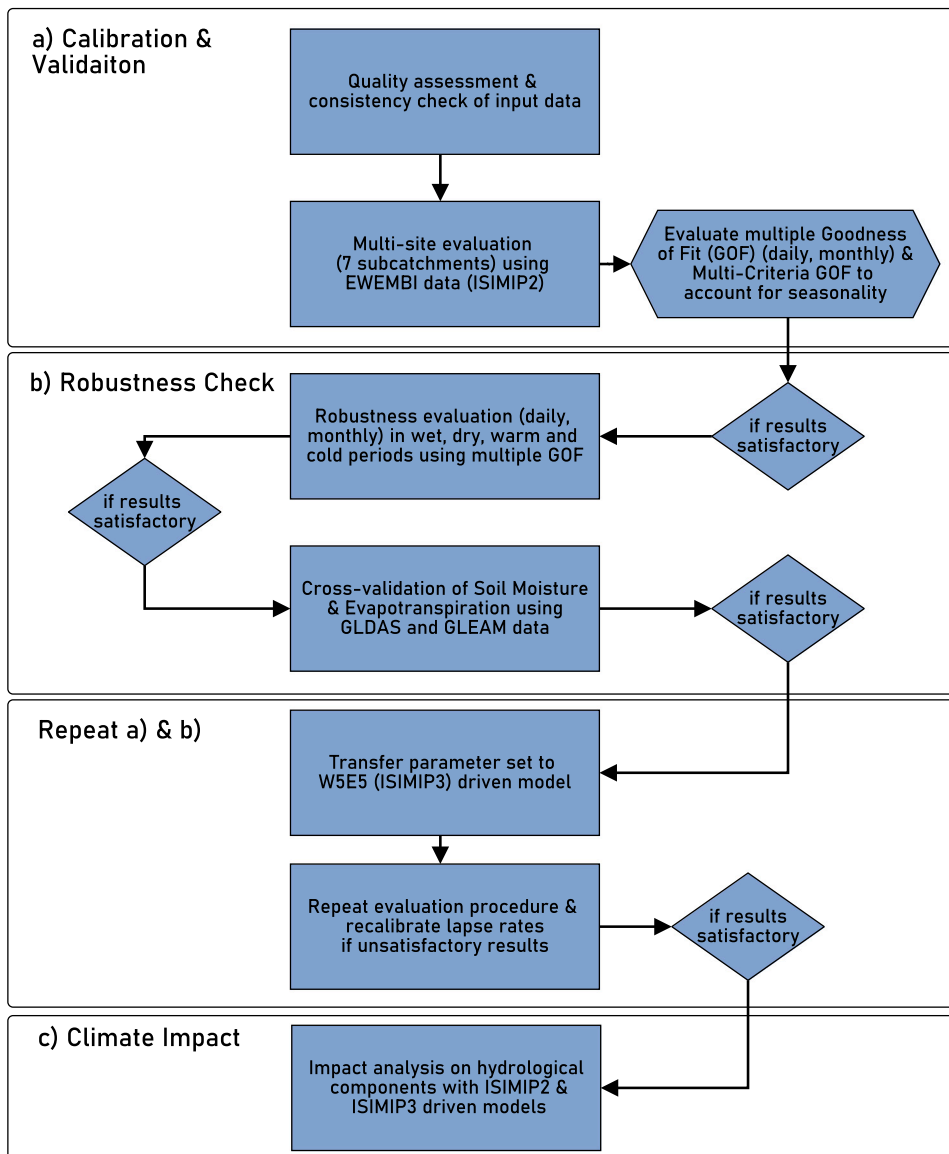 a) Calibration &
Validaiton
Quality assessment &
consistency check of input data
Multi-site evaluation
(7 subcatchments) using
EWEMBI data (ISIMIP2)
Evaluate multiple Goodness
of Fit (GOF) (daily, monthly) &
Multi-Criteria GOF to
account for seasonality
b) Robustness Check
if results
satisfactory
Robustness evaluation (daily,
monthly) in wet, dry, warm and
cold periods using multiple GOF
if results
satisfactory
Cross-validation of Soil Moisture
& Evapotranspiration using
GLDAS and GLEAM data
if results
satisfactory
Repeat a) & b)
Transfer parameter set to
W5E5 (ISIMIP3) driven model
Repeat evaluation procedure &
recalibrate lapse rates
if unsatisfactory results
if results
satisfactory
c) Climate Impact
Impact analysis on hydrological
components with ISIMIP2 &
ISIMIP3 driven models